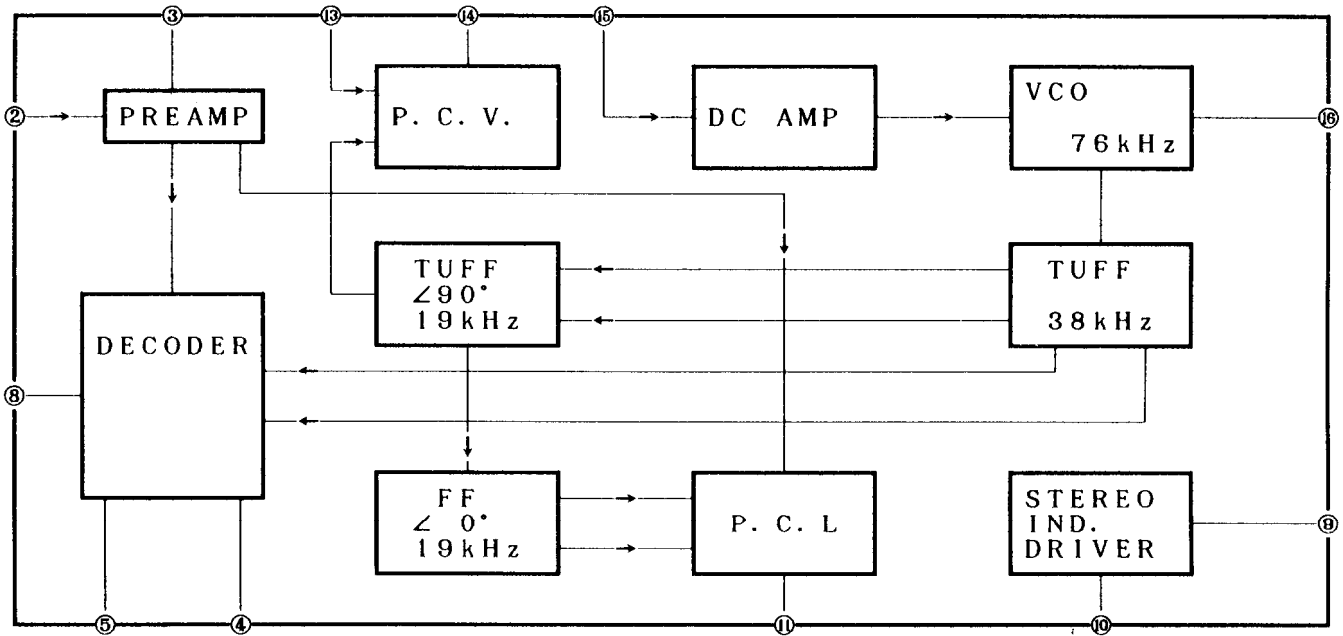 ③ ⑬ ⑭ ⑮
② PREAMP
P. C. V.
DC AMP
VCO
76kHz
⑯
TUFF
∠90°
19kHz
TUFF
38kHz
DECODER
⑧
FF
∠ 0°
19kHz
P. C. L
STEREO
IND.
DRIVER
⑨
⑤ ④ ⑪ ⑩